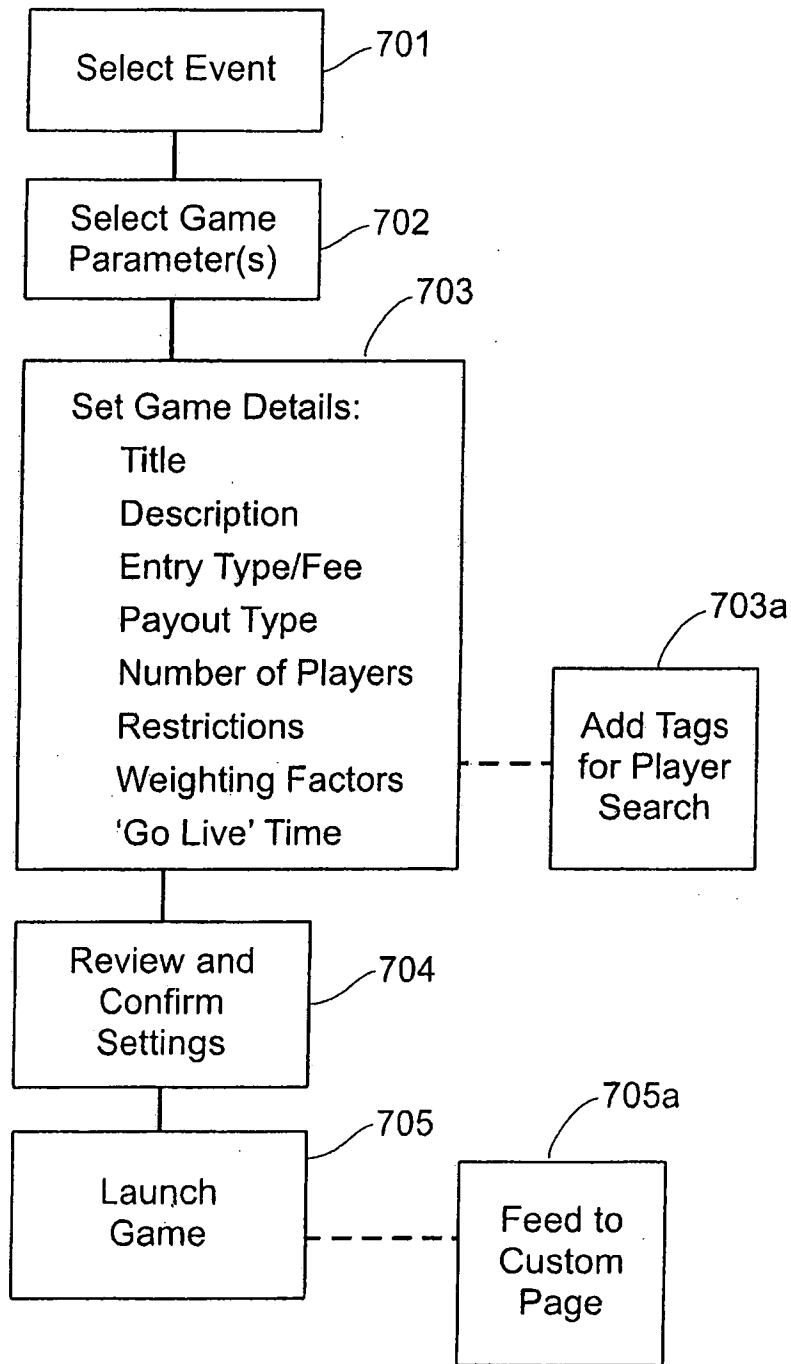 701
Select Event
702
Select Game
Parameter(s)
703
Set Game Details:
Title
Description
Entry Type/Fee
Payout Type
Number of Players
Restrictions
Weighting Factors
‘Go Live’ Time
703a
Add Tags
for Player
Search
Review and
Confirm
Settings
704
705
Launch
Game
705a
Feed to
Custom
Page